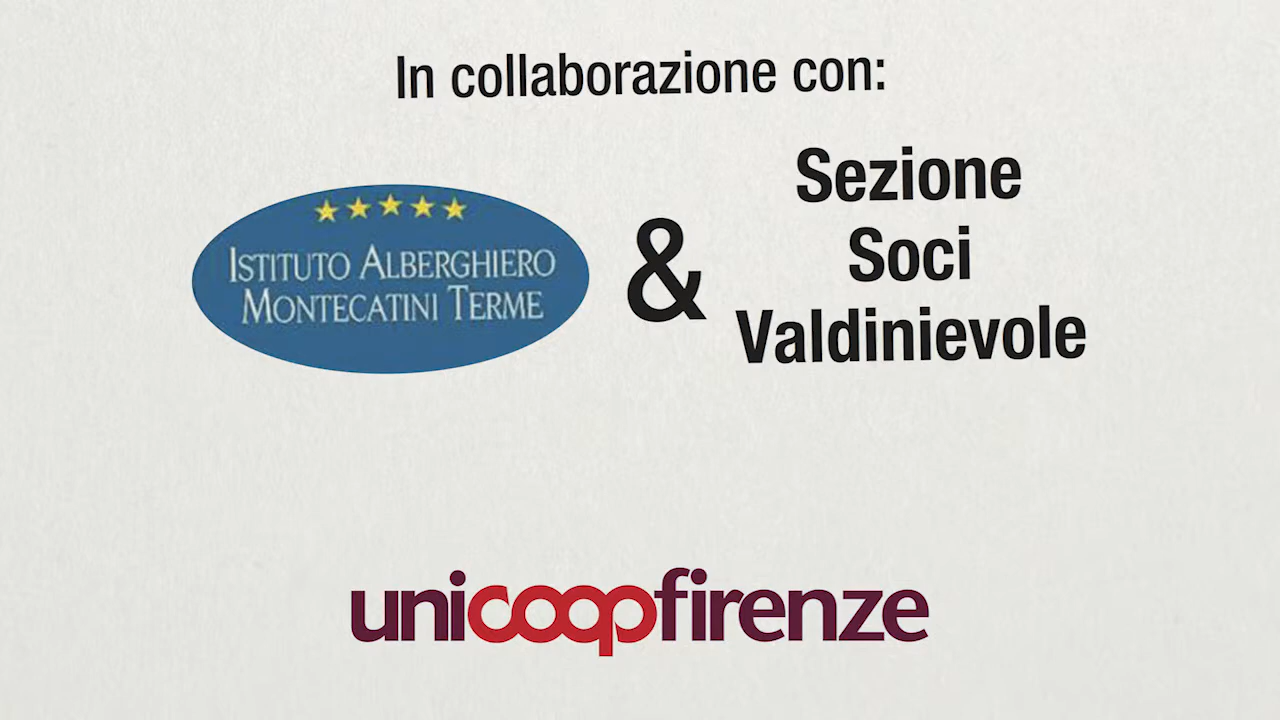 In collaborazione con:
ISTITUTO ALBERGHIERO
MONTECATINI TERME
&
Sezione
Soci
Valdinievole
unicoopfirenze